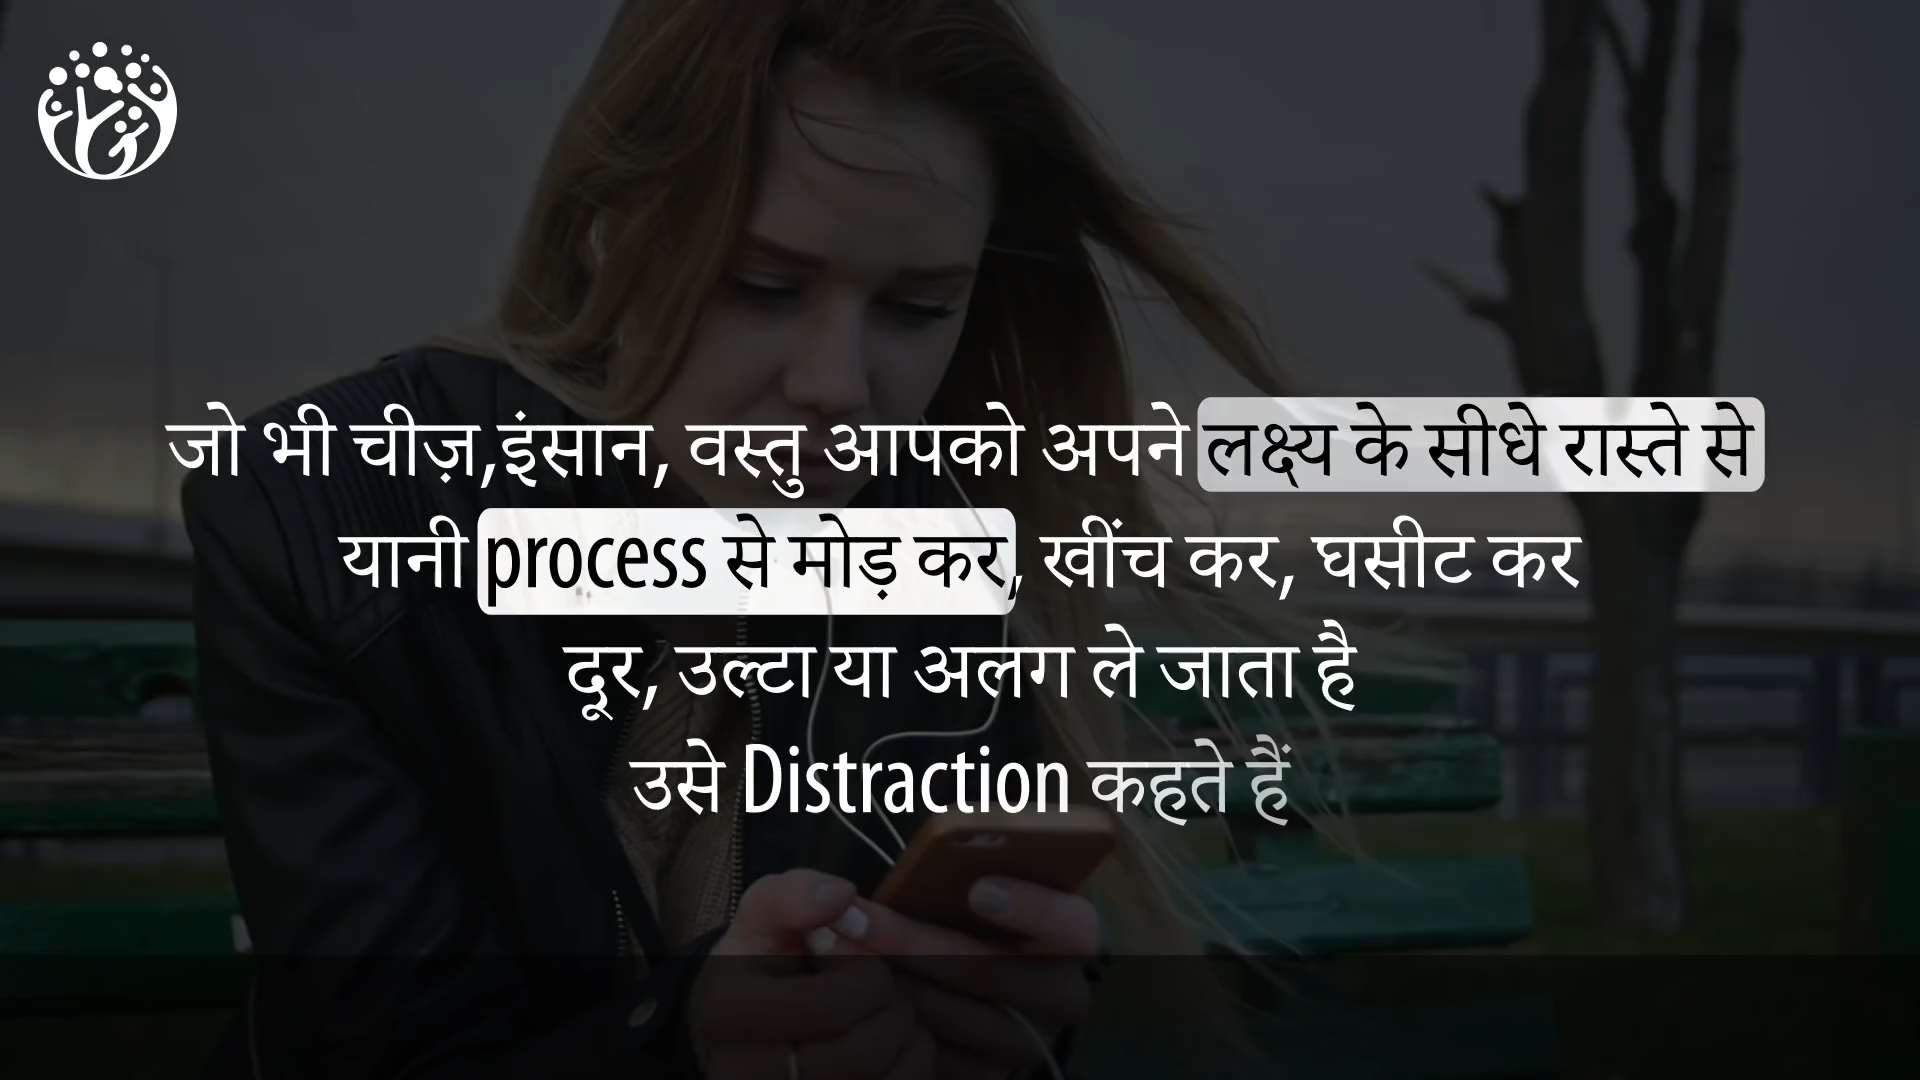 जो भी चीज़,इंसान, वस्तु आपको अपने लक्ष्य के सीधे रास्ते से
यानी process से मोड़ कर, खींच कर, घसीट कर
दूर, उल्टा या अलग ले जाता है
उसे Distraction कहते हैं